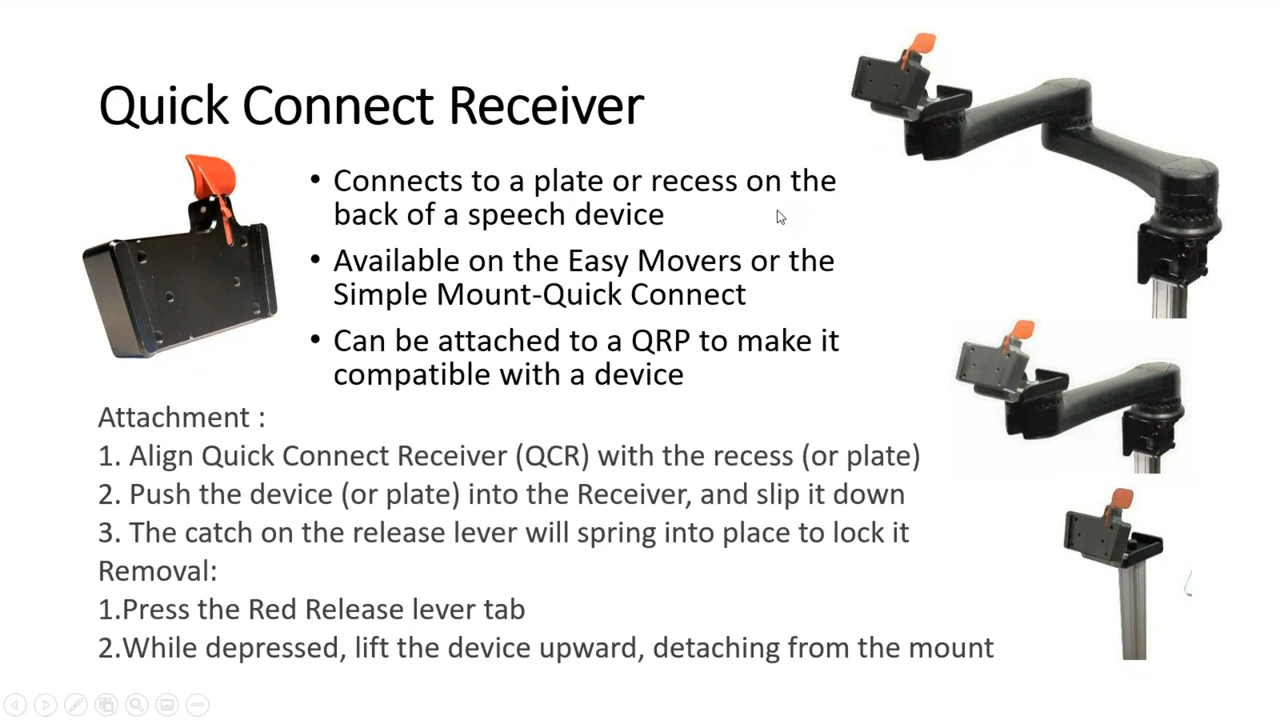 Quick Connect Receiver
• Connects to a plate or recess on the
back of a speech device
• Available on the Easy Movers or the
Simple Mount-Quick Connect
• Can be attached to a QRP to make it
compatible with a device
Attachment :
1. Align Quick Connect Receiver (QCR) with the recess (or plate)
2. Push the device (or plate) into the Receiver, and slip it down
3. The catch on the release lever will spring into place to lock it
Removal:
1.Press the Red Release lever tab
2.While depressed, lift the device upward, detaching from the mount